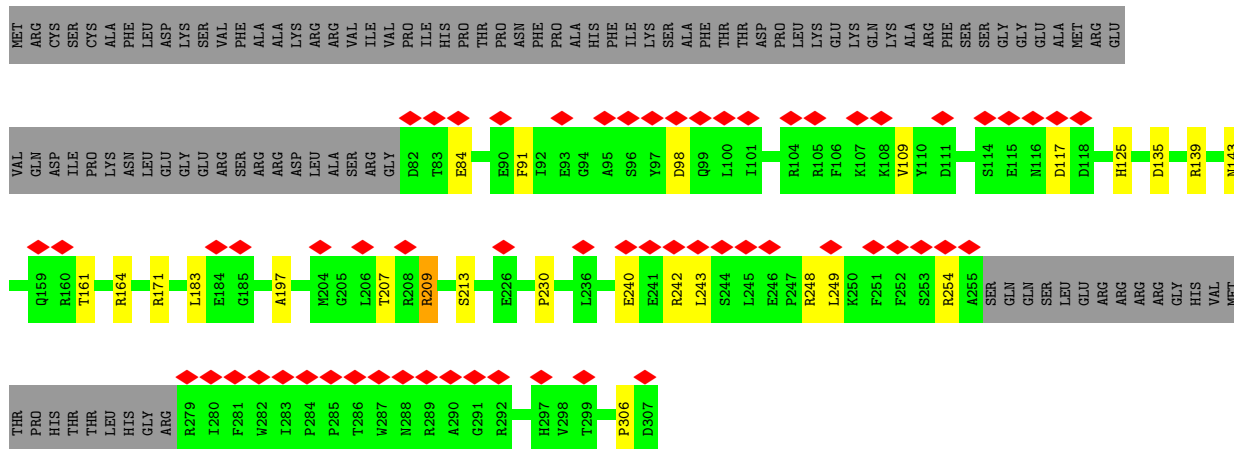 MET ARG CYS SER CYS ALA PHE LEU ASP LYS SER VAL PHE ALA ALA LYS ARG ARG VAL ILE VAL PRO ILE HIS PRO THR PRO ASN PHE PRO ALA HIS PHE ILE LYS SER ALA PHE THR THR ASP PRO LEU LYS GLU LYS GLN LYS ALA ARG PHE SER SER GLY GLY GLU ALA MET ARG GLU
VAL GLN ASP ILE PRO LYS ASN LEU GLU GLY GLU ARG SER ARG ARG ASP LEU ALA SER ARG GLY D82 T83 E84 E90 F91 I92 E93 G94 A95 S96 Y97 D98 Q99 L100 I101 R104 R105 F106 K107 K108 V109 Y110 D111 S114 E115 N116 D117 D118 H125 D135 R139 N143
Q159 R160 T161 R164 R171 L183 E184 G185 A197 M204 G205 L206 T207 R208 R209 S213 E226 P230 L236 E240 E241 R242 L243 S244 L245 E246 P247 R248 L249 K250 F251 F252 S253 R254 A255 SER GLN GLN SER LEU GLU ARG ARG ARG ARG GLY HIS VAL MET
THR PRO HIS THR THR LEU HIS GLY ARG R279 I280 F281 W282 I283 P284 P285 T286 W287 N288 R289 A290 G291 R292 H297 V298 T299 P306 D307